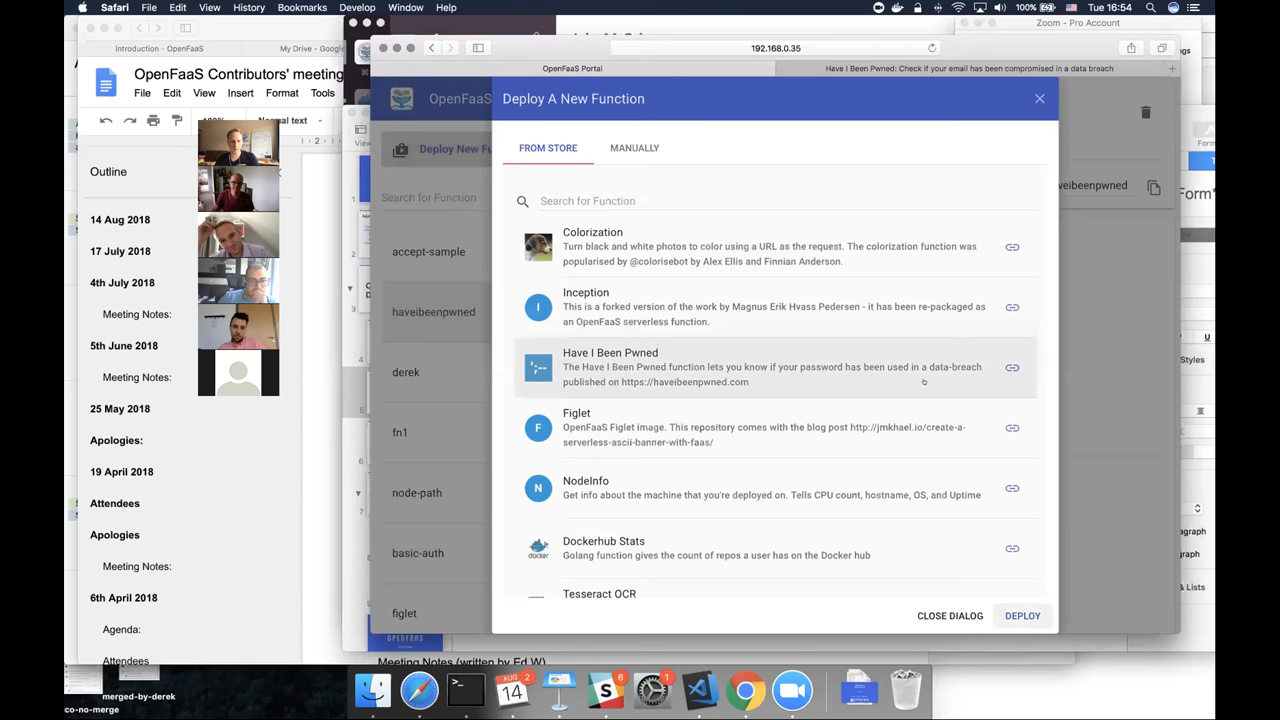 Safari File Edit View History Bookmarks Develop Window Help
100% Tue 16:54
Introduction - OpenFaaS
My Drive - Google
Zoom - Pro Account
192.168.0.35
OpenFaaS Portal
Have I Been Pwned: Check if your email has been compromised in a data breach
OpenFaaS Contributors' meeting
File Edit View Insert Format Tools
Normal text
Outline
14 Aug 2018
17 July 2018
4th July 2018
Meeting Notes:
5th June 2018
Meeting Notes:
25 May 2018
Apologies:
19 April 2018
Attendees
Apologies
Meeting Notes:
6th April 2018
Agenda:
Attendees
OpenFaaS
Deploy New Fu
Search for Function
accept-sample
haveibeenpwned
derek
fn1
node-path
basic-auth
figlet
Deploy A New Function
FROM STORE
MANUALLY
Search for Function
Colorization
Turn black and white photos to color using a URL as the request. The colorization function was
popularised by @colorisebot by Alex Ellis and Finnian Anderson.
Inception
This is a forked version of the work by Magnus Erik Hvass Pedersen - it has been re-packaged as
an OpenFaaS serverless function.
Have I Been Pwned
The Have I Been Pwned function lets you know if your password has been used in a data-breach
published on https://haveibeenpwned.com
F
Figlet
OpenFaaS Figlet image. This repository comes with the blog post http://jmkhael.io/create-a-
serverless-ascii-banner-with-faas/
N
NodeInfo
Get info about the machine that you're deployed on. Tells CPU count, hostname, OS, and Uptime
docker
Dockerhub Stats
Golang function gives the count of repos a user has on the Docker hub
Tesseract OCR
CLOSE DIALOG
DEPLOY
veibeenpwned
Form
Styles
& Lists
OPENFAAS
Meeting Notes (written by Ed W)
merged-by-derek
co-no-merge
AUG
14
2
6
1